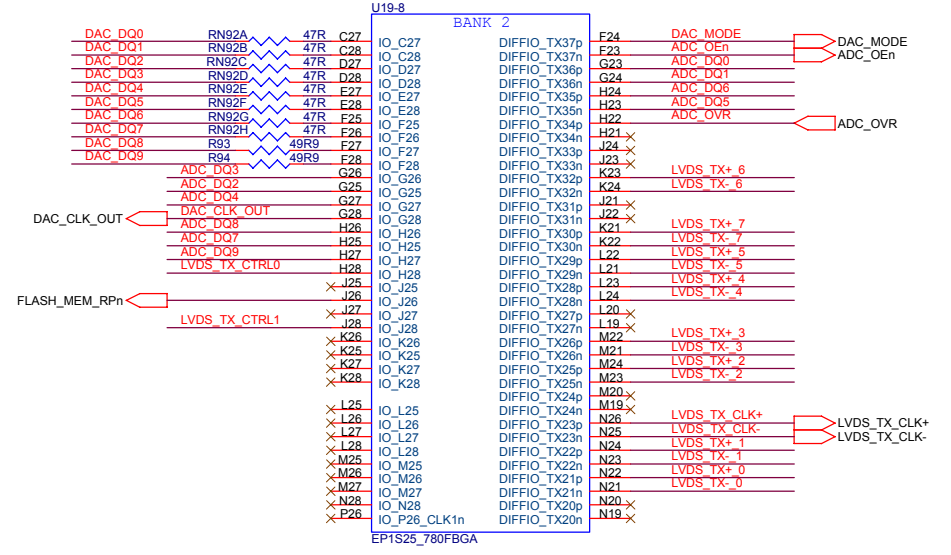 U19-8
BANK 2
DAC_DQ0 RN92A 47R C27 IO_C27 DIFFIO_TX37p F24 DAC_MODE DAC_MODE
DAC_DQ1 RN92B 47R C28 IO_C28 DIFFIO_TX37n F23 ADC_OEn ADC_OEn
DAC_DQ2 RN92C 47R D27 IO_D27 DIFFIO_TX36p G23 ADC_DQ0
DAC_DQ3 RN92D 47R D28 IO_D28 DIFFIO_TX36n G24 ADC_DQ1
DAC_DQ4 RN92E 47R E27 IO_E27 DIFFIO_TX35p H24 ADC_DQ6
DAC_DQ5 RN92F 47R E28 IO_E28 DIFFIO_TX35n H23 ADC_DQ5
DAC_DQ6 RN92G 47R F25 IO_F25 DIFFIO_TX34p H22 ADC_OVR ADC_OVR
DAC_DQ7 RN92H 47R F26 IO_F26 DIFFIO_TX34n H21
DAC_DQ8 R93 49R9 F27 IO_F27 DIFFIO_TX33p J24
DAC_DQ9 R94 49R9 F28 IO_F28 DIFFIO_TX33n J23
ADC_DQ3 G26 IO_G26 DIFFIO_TX32p K23 LVDS_TX+_6
ADC_DQ2 G25 IO_G25 DIFFIO_TX32n K24 LVDS_TX-_6
ADC_DQ4 G27 IO_G27 DIFFIO_TX31p J21
DAC_CLK_OUT DAC_CLK_OUT G28 IO_G28 DIFFIO_TX31n J22
ADC_DQ8 H26 IO_H26 DIFFIO_TX30p K21 LVDS_TX+_7
ADC_DQ7 H25 IO_H25 DIFFIO_TX30n K22 LVDS_TX-_7
ADC_DQ9 H27 IO_H27 DIFFIO_TX29p L22 LVDS_TX+_5
LVDS_TX_CTRL0 H28 IO_H28 DIFFIO_TX29n L21 LVDS_TX-_5
J25 IO_J25 DIFFIO_TX28p L23 LVDS_TX+_4
FLASH_MEM_RPn J26 IO_J26 DIFFIO_TX28n L24 LVDS_TX-_4
J27 IO_J27 DIFFIO_TX27p L20
LVDS_TX_CTRL1 J28 IO_J28 DIFFIO_TX27n L19
K26 IO_K26 DIFFIO_TX26p M22 LVDS_TX+_3
K25 IO_K25 DIFFIO_TX26n M21 LVDS_TX-_3
K27 IO_K27 DIFFIO_TX25p M24 LVDS_TX+_2
K28 IO_K28 DIFFIO_TX25n M23 LVDS_TX-_2
DIFFIO_TX24p M20
L25 IO_L25 DIFFIO_TX24n M19
L26 IO_L26 DIFFIO_TX23p N26 LVDS_TX_CLK+ LVDS_TX_CLK+
L27 IO_L27 DIFFIO_TX23n N25 LVDS_TX_CLK- LVDS_TX_CLK-
L28 IO_L28 DIFFIO_TX22p N24 LVDS_TX+_1
M25 IO_M25 DIFFIO_TX22n N23 LVDS_TX-_1
M26 IO_M26 DIFFIO_TX21p N22 LVDS_TX+_0
M27 IO_M27 DIFFIO_TX21n N21 LVDS_TX-_0
N28 IO_N28 DIFFIO_TX20p N20
P26 IO_P26_CLK1n DIFFIO_TX20n N19
EP1S25_780FBGA